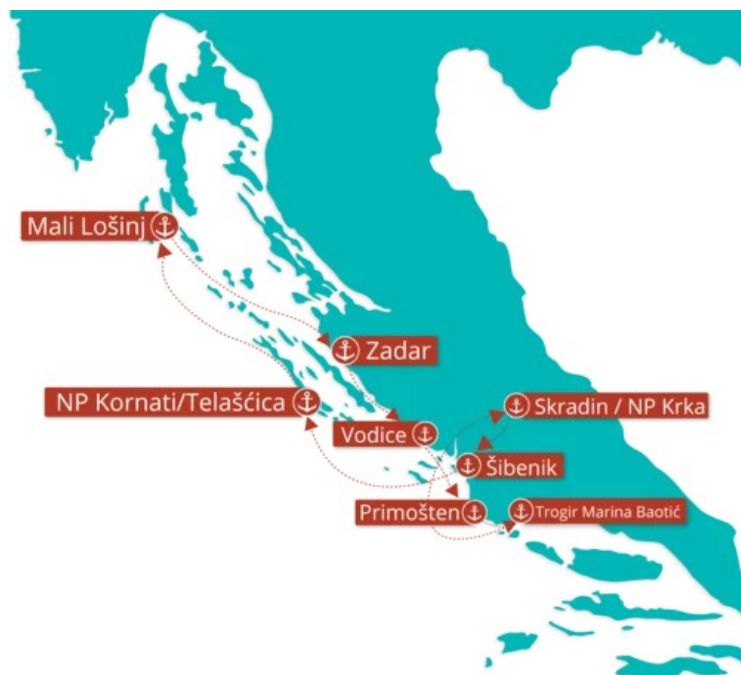 Mali Lošinj
Zadar
NP Kornati/Telašćica
Skradin / NP Krka
Vodice
Šibenik
Primošten
Trogir Marina Baotić